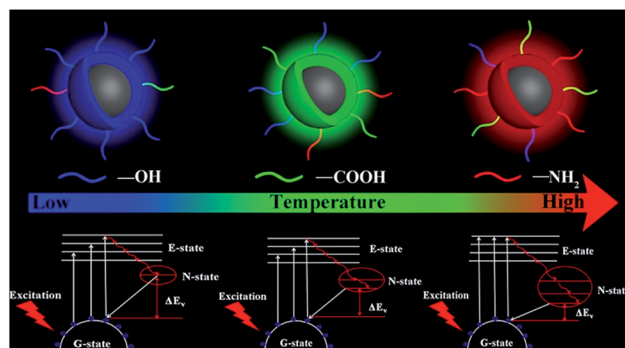 —OH
—COOH
—NH₂
Low
Temperature
High
E-state
N-state
Excitation
ΔEᵥ
G-state
E-state
N-state
Excitation
ΔEᵥ
G-state
E-state
N-state
Excitation
ΔEᵥ
G-state